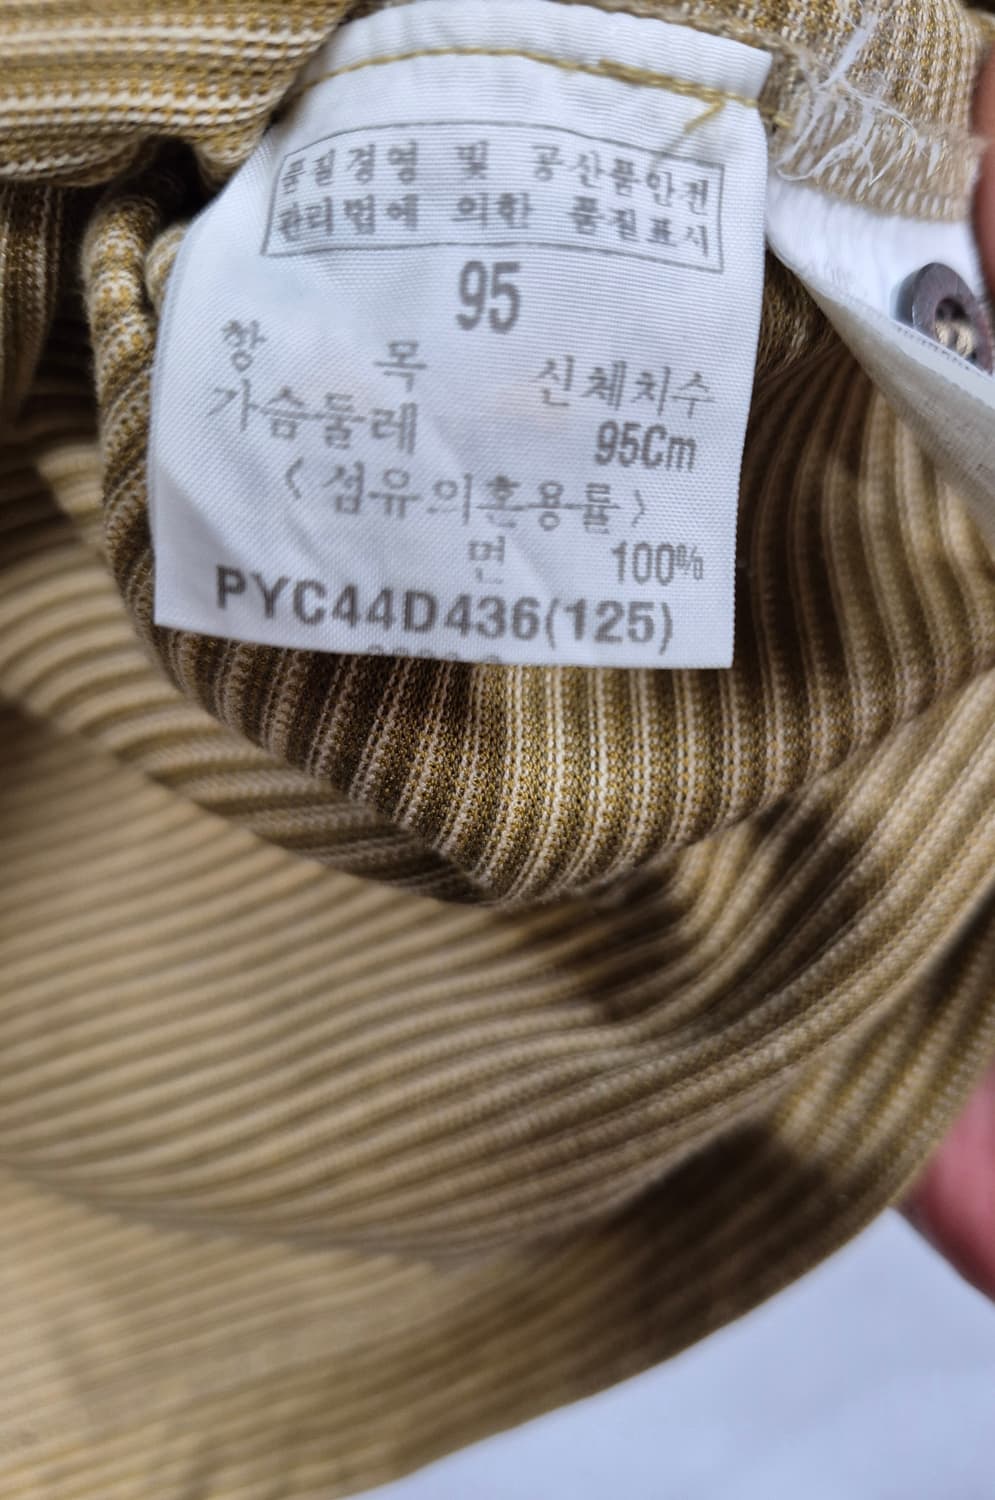 품질경영 및 공산품안전
관리법에 의한 품질표시
95
항 목 신체치수
가슴둘레 95Cm
<섬유의혼용률>
면 100%
PYC44D436(125)